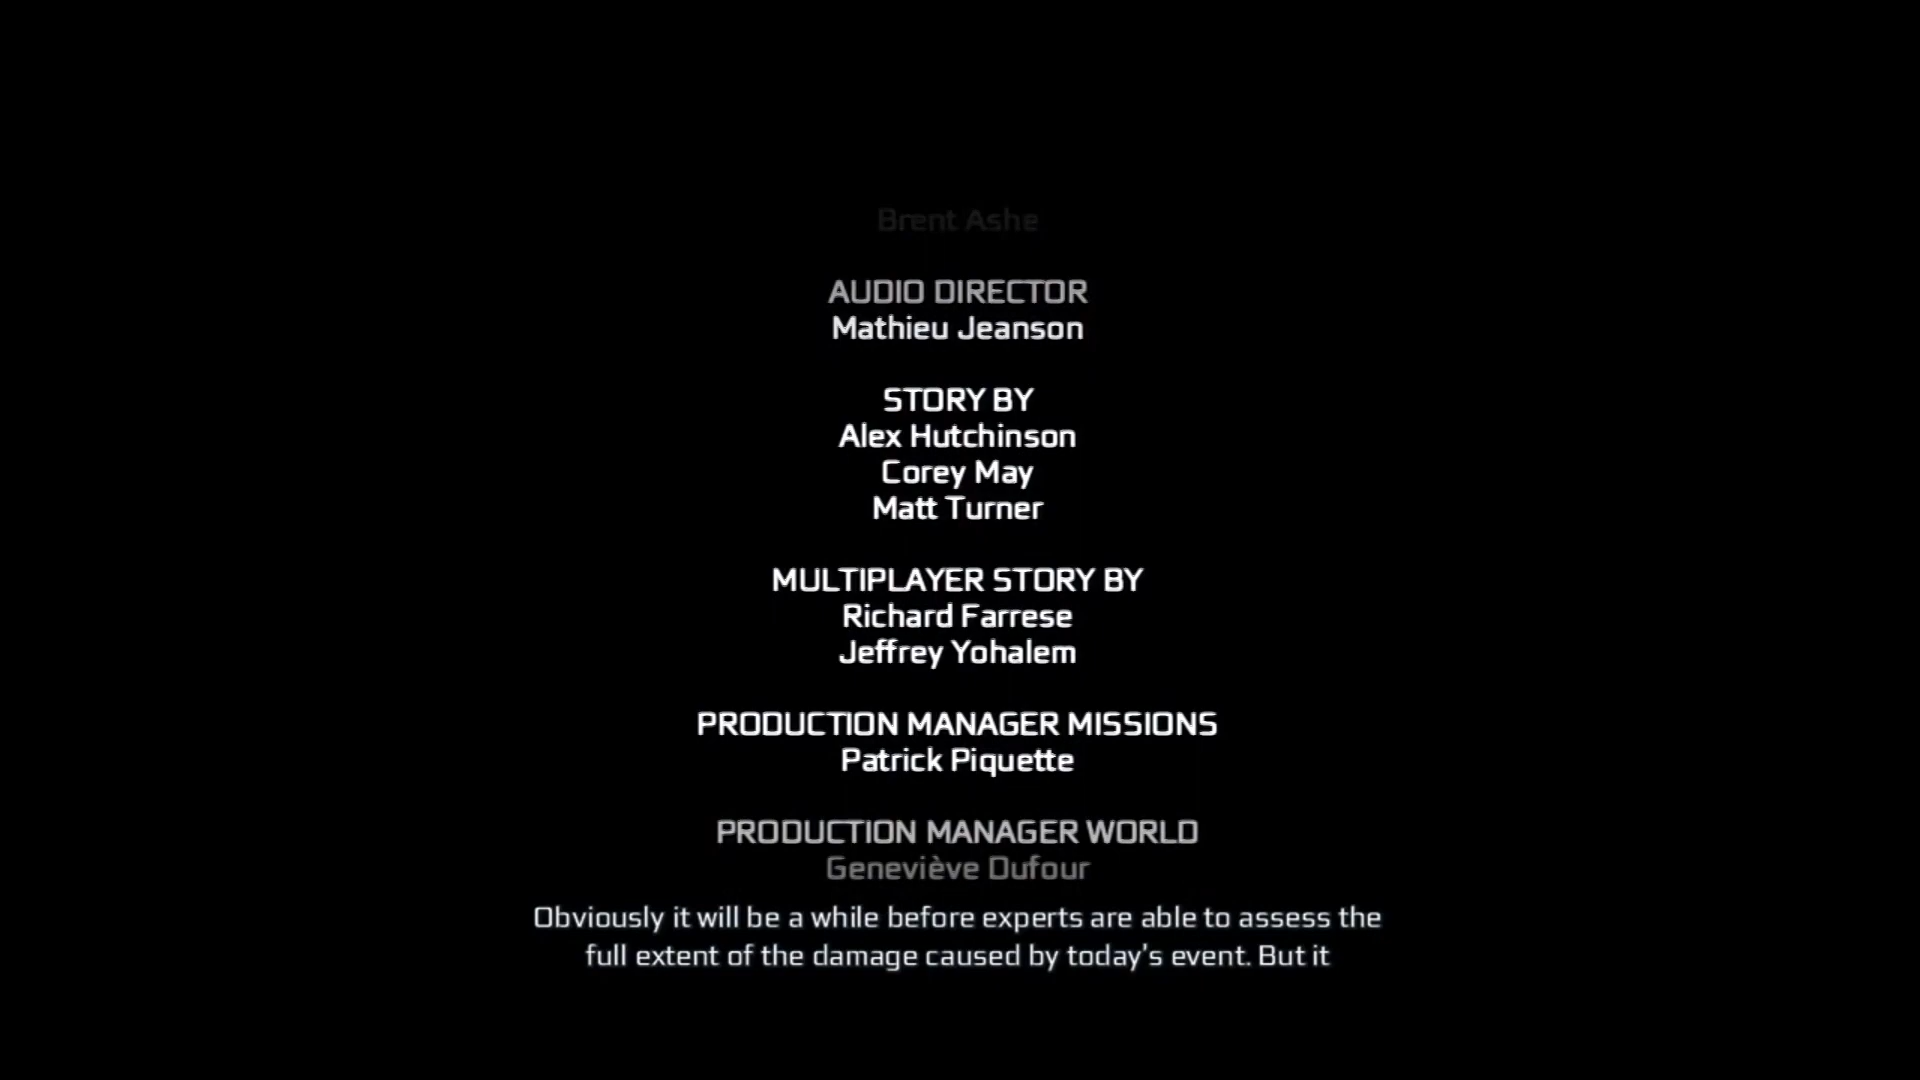 Brent Ashe
AUDIO DIRECTOR
Mathieu Jeanson
STORY BY
Alex Hutchinson
Corey May
Matt Turner
MULTIPLAYER STORY BY
Richard Farrese
Jeffrey Yohalem
PRODUCTION MANAGER MISSIONS
Patrick Piquette
PRODUCTION MANAGER WORLD
Geneviève Dufour
Obviously it will be a while before experts are able to assess the
full extent of the damage caused by today's event. But it